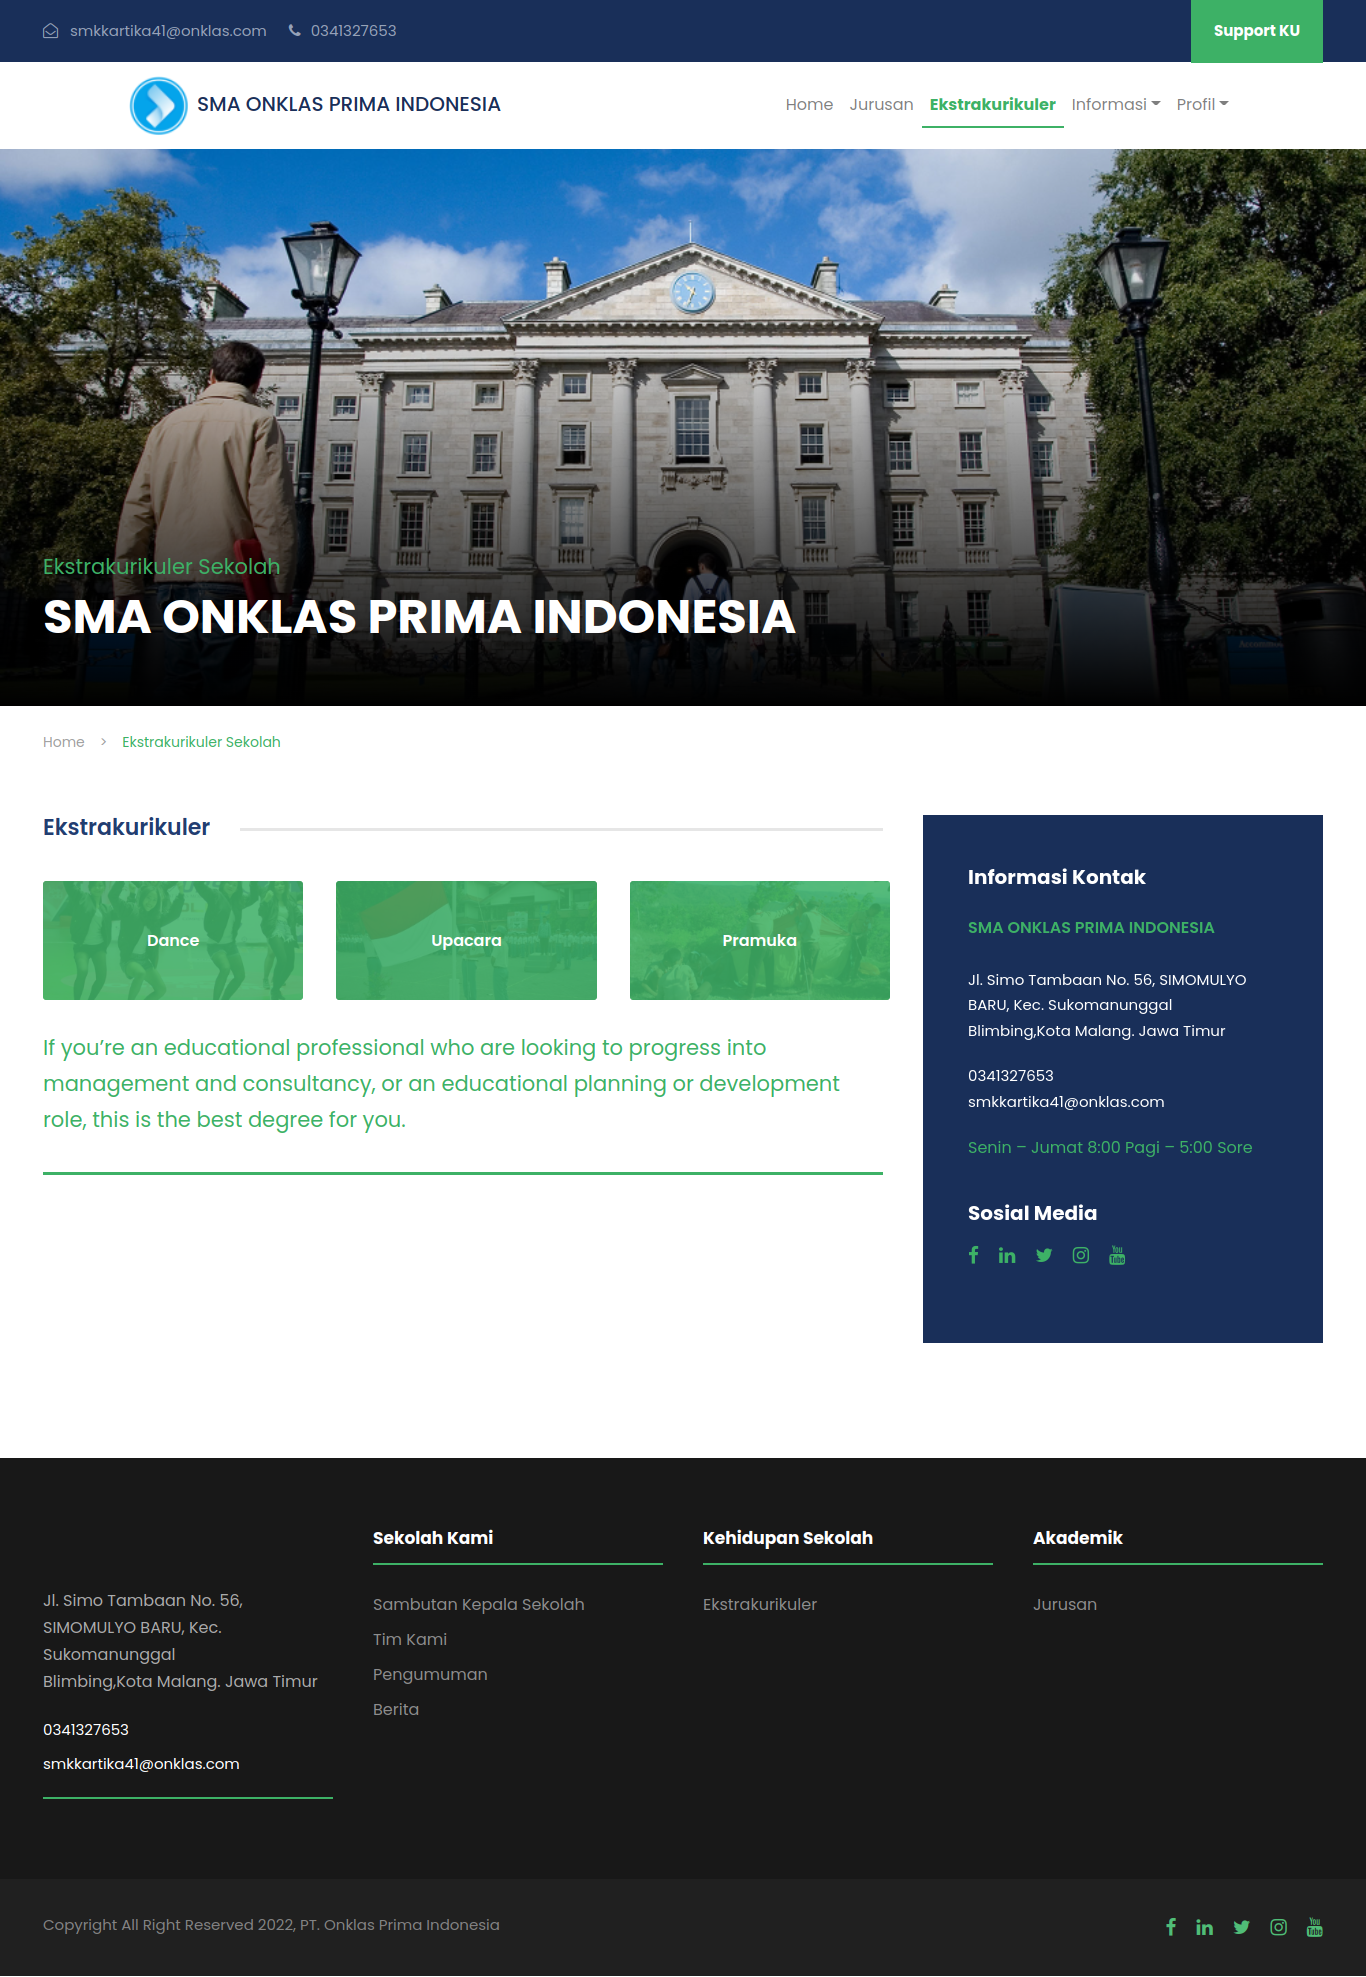 smkkartika41@onklas.com 0341327653 Support KU
SMA ONKLAS PRIMA INDONESIA Home Jurusan Ekstrakurikuler Informasi Profil
Ekstrakurikuler Sekolah
SMA ONKLAS PRIMA INDONESIA
Home > Ekstrakurikuler Sekolah
Ekstrakurikuler
Dance Upacara Pramuka
If you’re an educational professional who are looking to progress into
management and consultancy, or an educational planning or development
role, this is the best degree for you.
Informasi Kontak
SMA ONKLAS PRIMA INDONESIA
Jl. Simo Tambaan No. 56, SIMOMULYO
BARU, Kec. Sukomanunggal
Blimbing,Kota Malang. Jawa Timur
0341327653
smkkartika41@onklas.com
Senin – Jumat 8:00 Pagi – 5:00 Sore
Sosial Media
You Tube
Jl. Simo Tambaan No. 56,
SIMOMULYO BARU, Kec.
Sukomanunggal
Blimbing,Kota Malang. Jawa Timur
0341327653
smkkartika41@onklas.com
Sekolah Kami
Sambutan Kepala Sekolah
Tim Kami
Pengumuman
Berita
Kehidupan Sekolah
Ekstrakurikuler
Akademik
Jurusan
Copyright All Right Reserved 2022, PT. Onklas Prima Indonesia
You Tube